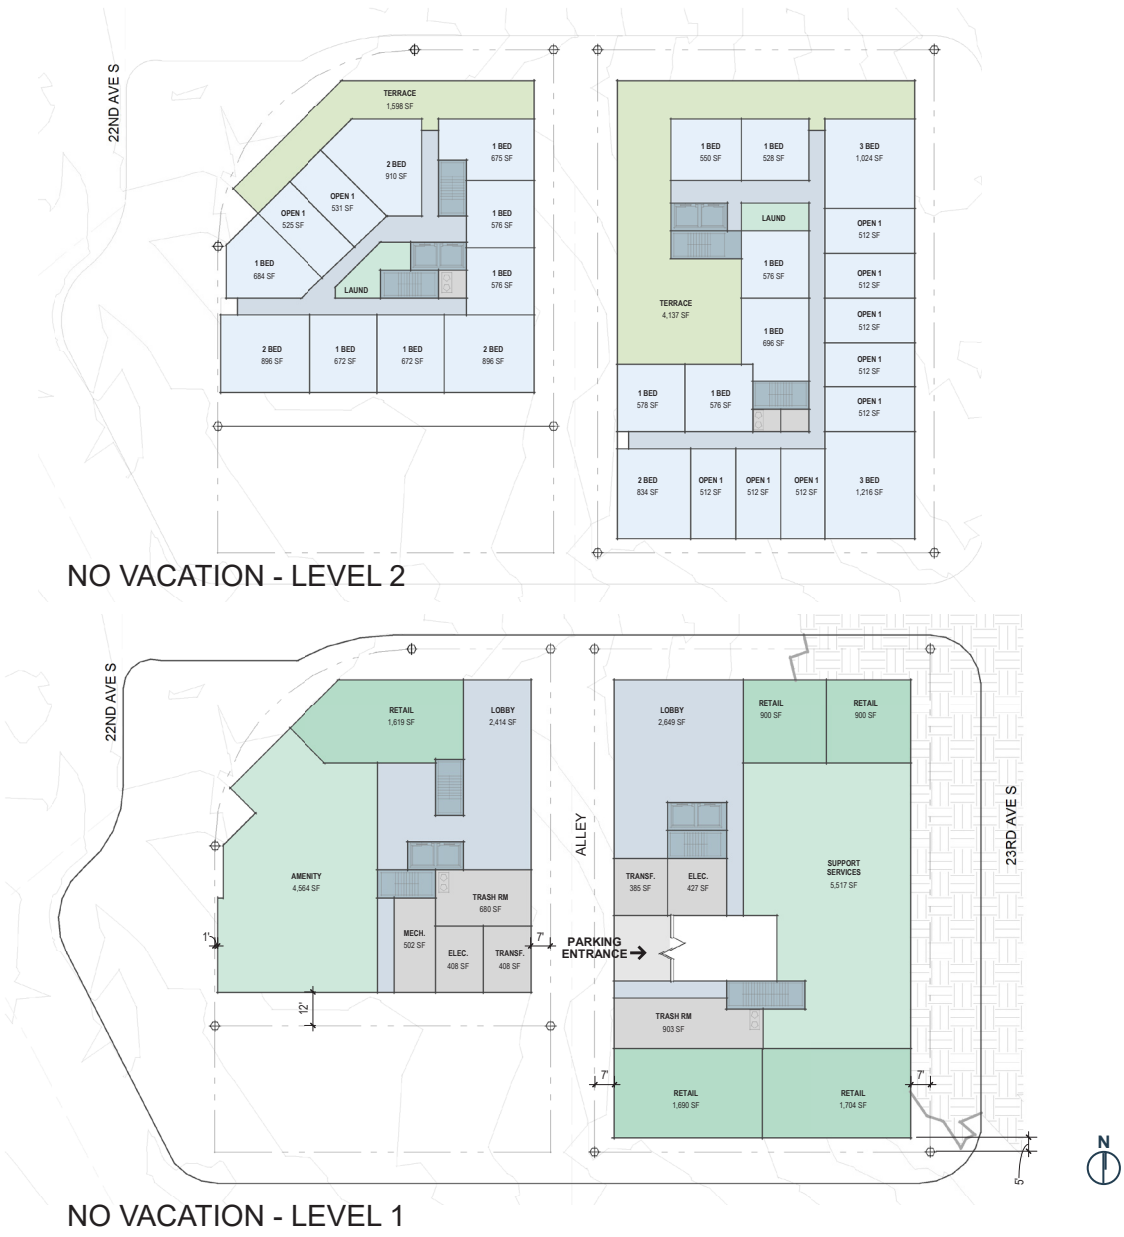 22ND AVE S
TERRACE
1,598 SF
2 BED
910 SF
1 BED
675 SF
OPEN 1
531 SF
OPEN 1
525 SF
1 BED
576 SF
1 BED
684 SF
1 BED
576 SF
LAUND
2 BED
896 SF
1 BED
672 SF
1 BED
672 SF
2 BED
896 SF
1 BED
550 SF
1 BED
528 SF
3 BED
1,024 SF
LAUND
OPEN 1
512 SF
1 BED
576 SF
OPEN 1
512 SF
TERRACE
4,137 SF
OPEN 1
512 SF
1 BED
696 SF
OPEN 1
512 SF
1 BED
578 SF
1 BED
576 SF
OPEN 1
512 SF
2 BED
834 SF
OPEN 1
512 SF
OPEN 1
512 SF
OPEN 1
512 SF
3 BED
1,216 SF
NO VACATION - LEVEL 2
22ND AVE S
RETAIL
1,619 SF
LOBBY
2,414 SF
AMENITY
4,564 SF
TRASH RM
680 SF
MECH.
502 SF
ELEC.
408 SF
TRANSF.
408 SF
1'
7'
12'
ALLEY
PARKING
ENTRANCE
LOBBY
2,649 SF
RETAIL
900 SF
RETAIL
900 SF
TRANSF.
385 SF
ELEC.
427 SF
SUPPORT
SERVICES
5,517 SF
TRASH RM
903 SF
7'
7'
RETAIL
1,690 SF
RETAIL
1,704 SF
23RD AVE S
5'
N
NO VACATION - LEVEL 1